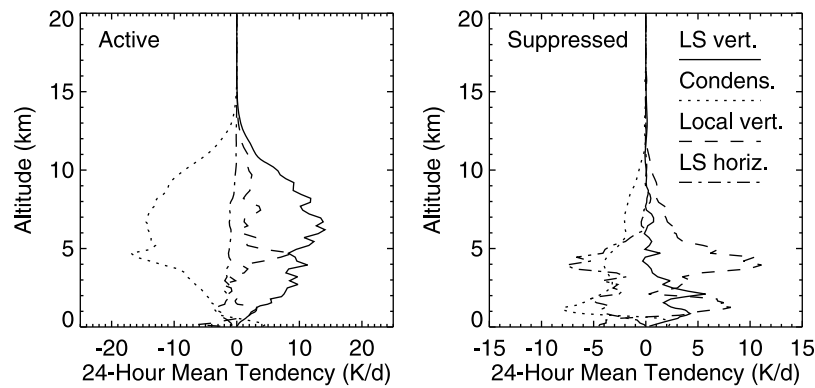 Active
Altitude (km)
20
15
10
5
0
-20
-10
0
10
20
24-Hour Mean Tendency (K/d)
Suppressed
Altitude (km)
20
15
10
5
0
-15
-10
-5
0
5
10
15
24-Hour Mean Tendency (K/d)
LS vert.
Condens.
Local vert.
LS horiz.